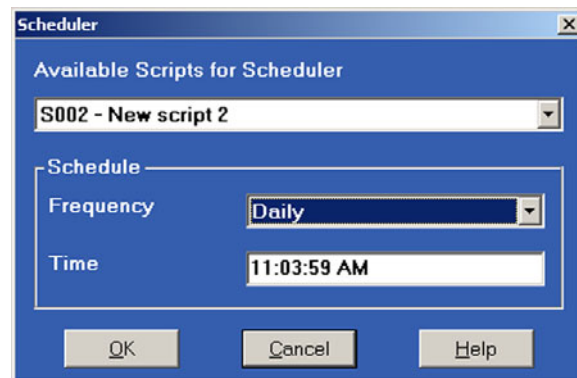 Scheduler
Available Scripts for Scheduler
S002 - New script 2
Schedule
Frequency
Daily
Time
11:03:59 AM
OK
Cancel
Help